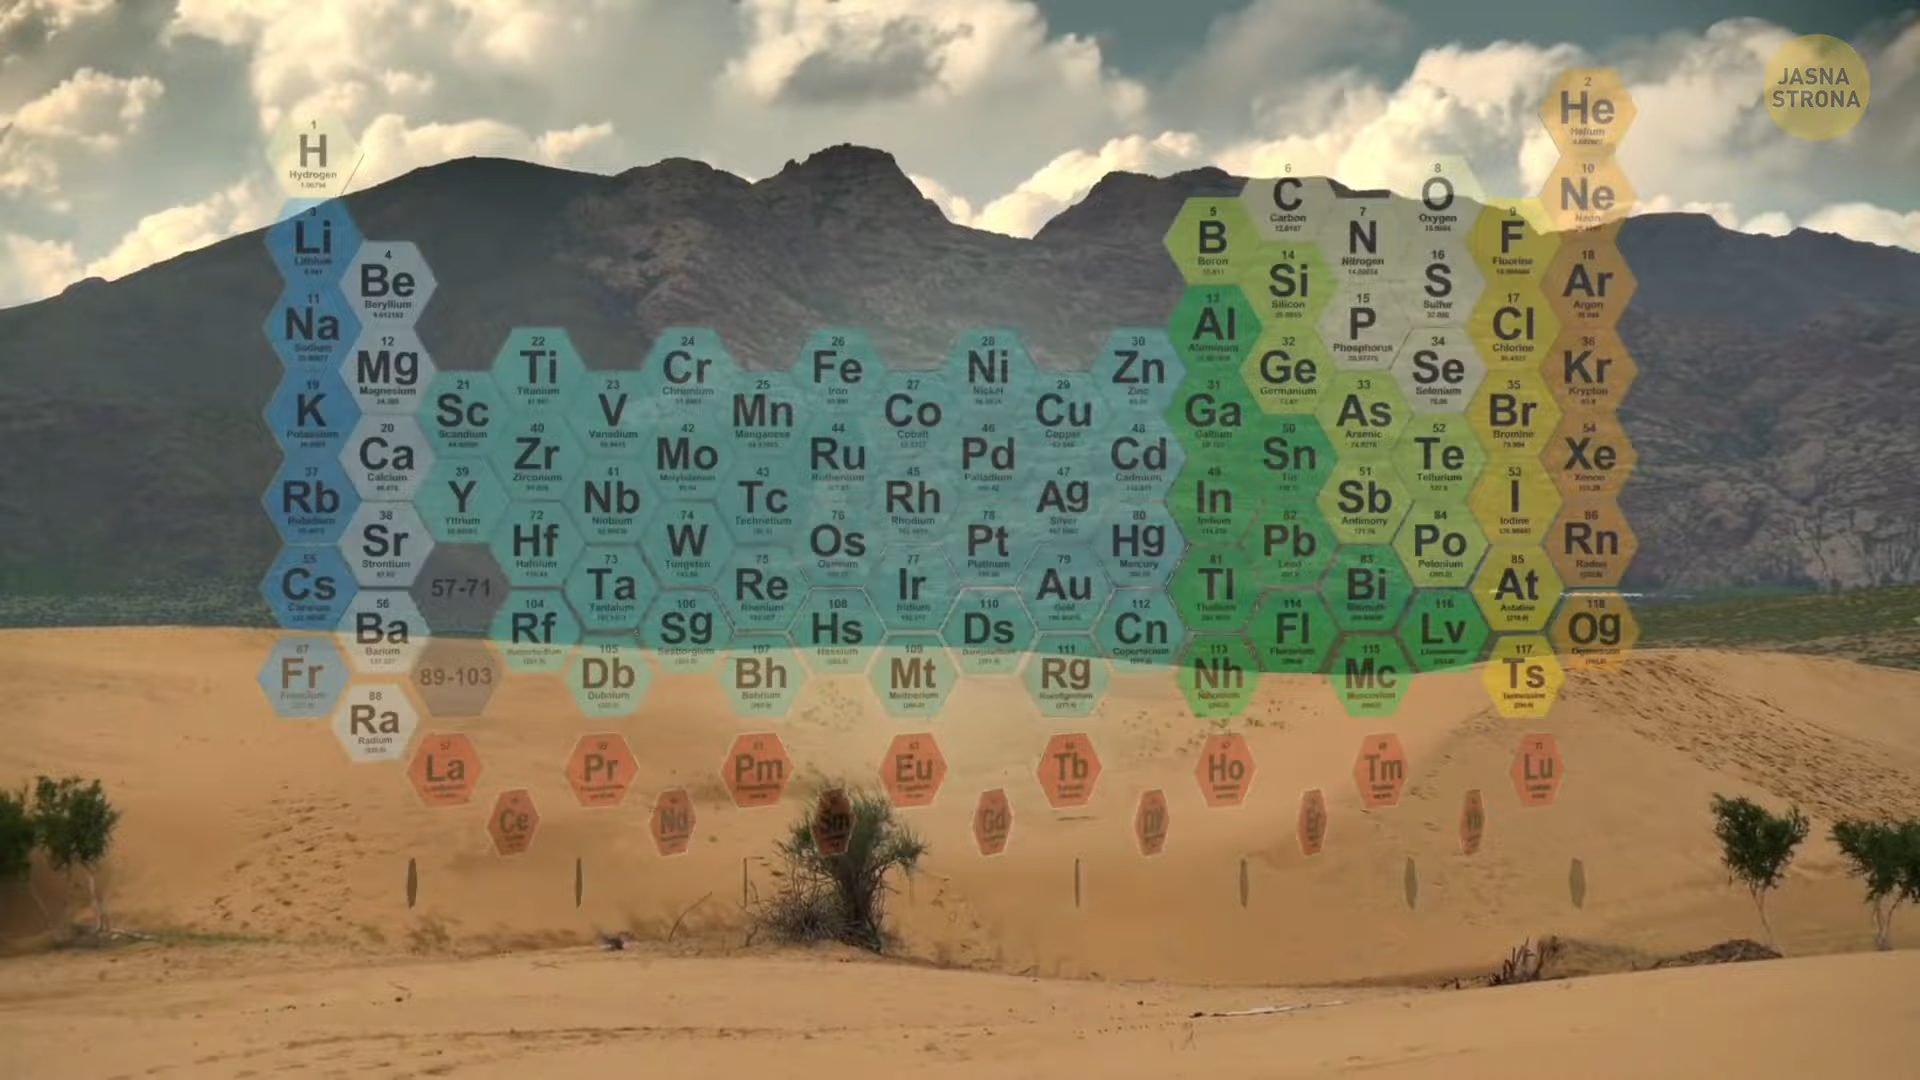 JASNA
STRONA
2
He
Helium
1
H
Hydrogen
1.00794
10
Ne
Neon
6
C
Carbon
12.0107
8
O
Oxygen
3
Li
Lithium
5
B
Boron
7
N
Nitrogen
9
F
Fluorine
4
Be
Beryllium
9.012182
14
Si
Silicon
16
S
Sulfur
18
Ar
Argon
11
Na
Sodium
13
Al
Aluminum
15
P
Phosphorus
17
Cl
Chlorine
12
Mg
Magnesium
22
Ti
Titanium
24
Cr
Chromium
26
Fe
Iron
28
Ni
Nickel
30
Zn
Zinc
32
Ge
Germanium
34
Se
Selenium
36
Kr
Krypton
19
K
Potassium
21
Sc
Scandium
23
V
Vanadium
25
Mn
Manganese
27
Co
Cobalt
29
Cu
Copper
31
Ga
Gallium
33
As
Arsenic
35
Br
Bromine
20
Ca
Calcium
40
Zr
Zirconium
42
Mo
Molybdenum
44
Ru
Ruthenium
46
Pd
Palladium
48
Cd
Cadmium
50
Sn
Tin
52
Te
Tellurium
54
Xe
Xenon
37
Rb
Rubidium
39
Y
Yttrium
41
Nb
Niobium
43
Tc
Technetium
45
Rh
Rhodium
47
Ag
Silver
49
In
Indium
51
Sb
Antimony
53
I
Iodine
38
Sr
Strontium
72
Hf
Hafnium
74
W
Tungsten
76
Os
Osmium
78
Pt
Platinum
80
Hg
Mercury
82
Pb
Lead
84
Po
Polonium
86
Rn
Radon
55
Cs
57-71
73
Ta
Tantalum
75
Re
Rhenium
77
Ir
Iridium
79
Au
Gold
81
Tl
Thallium
83
Bi
Bismuth
85
At
Astatine
56
Ba
Barium
104
Rf
106
Sg
Seaborgium
108
Hs
Hassium
110
Ds
112
Cn
Copernicium
114
Fl
Flerovium
116
Lv
118
Og
87
Fr
Francium
89-103
105
Db
Dubnium
107
Bh
Bohrium
109
Mt
Meitnerium
111
Rg
113
Nh
Nihonium
115
Mc
Moscovium
117
Ts
Tennessine
88
Ra
Radium
La
Pr
Pm
Eu
Tb
Ho
Tm
Lu
Ce
Nd
Sm
Gd
Dy
Er
Yb